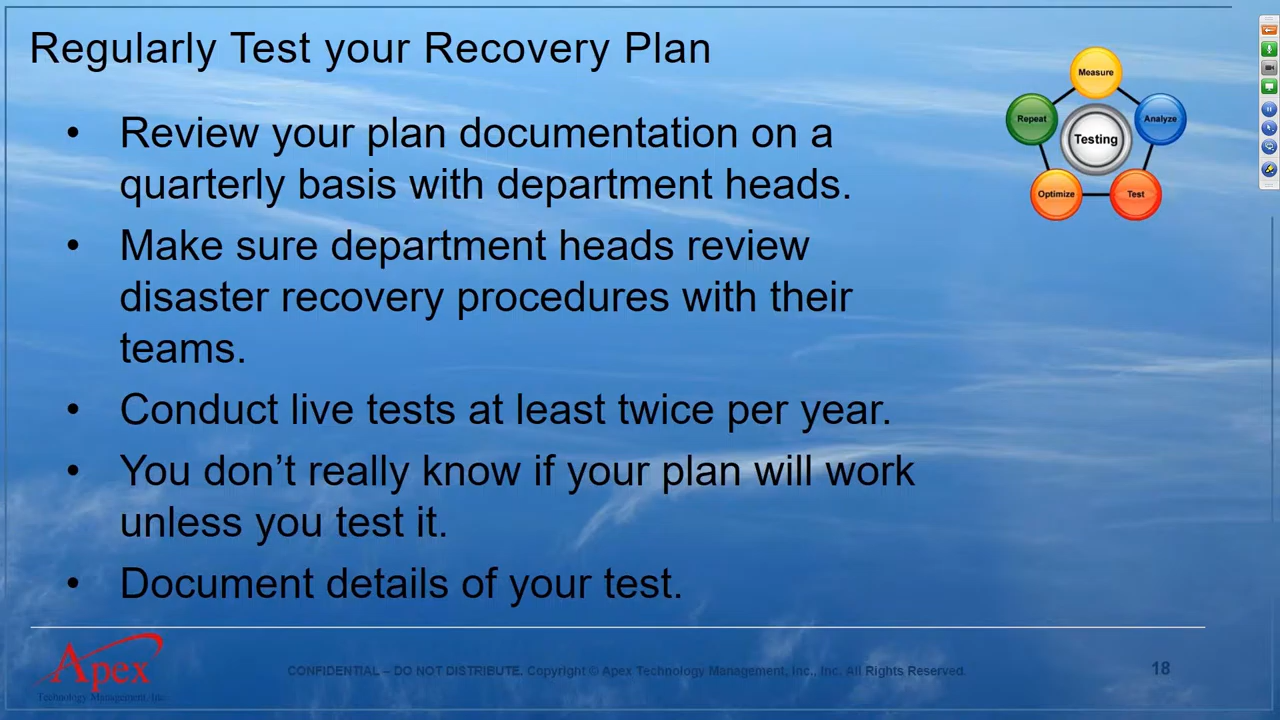 Regularly Test your Recovery Plan
Measure
Repeat
Analyze
Testing
Optimize
Test
• Review your plan documentation on a
quarterly basis with department heads.
• Make sure department heads review
disaster recovery procedures with their
teams.
• Conduct live tests at least twice per year.
• You don’t really know if your plan will work
unless you test it.
• Document details of your test.
Apex
Technology Management, Inc.
CONFIDENTIAL – DO NOT DISTRIBUTE. Copyright © Apex Technology Management, Inc., Inc. All Rights Reserved.
18